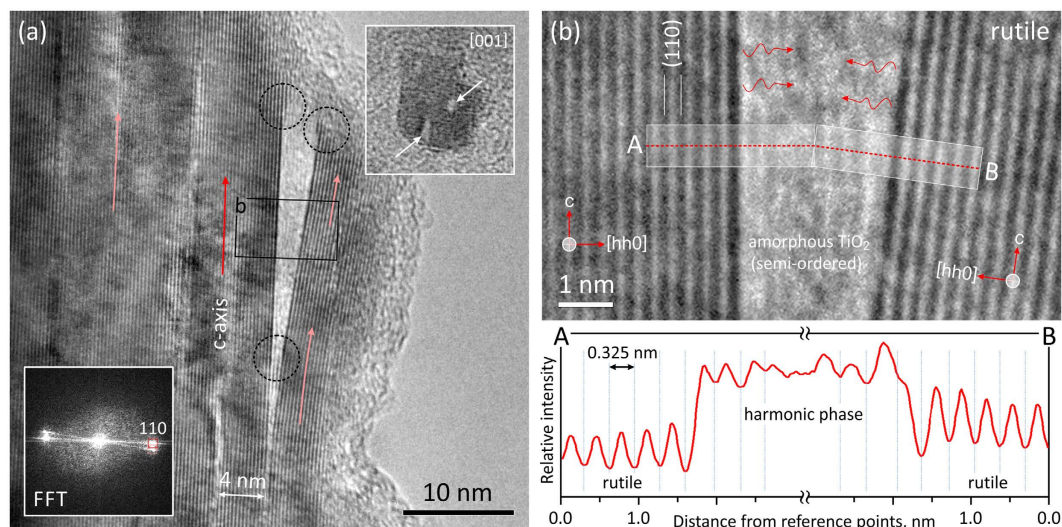 (a)
[001]
b
c-axis
110
FFT
4 nm
10 nm
(b)
rutile
(110)
A
B
c
[hh0]
amorphous TiO₂
(semi-ordered)
c
[hh0]
1 nm
A
B
0.325 nm
harmonic phase
Relative intensity
rutile
rutile
0.0
1.0
1.0
0.0
Distance from reference points, nm